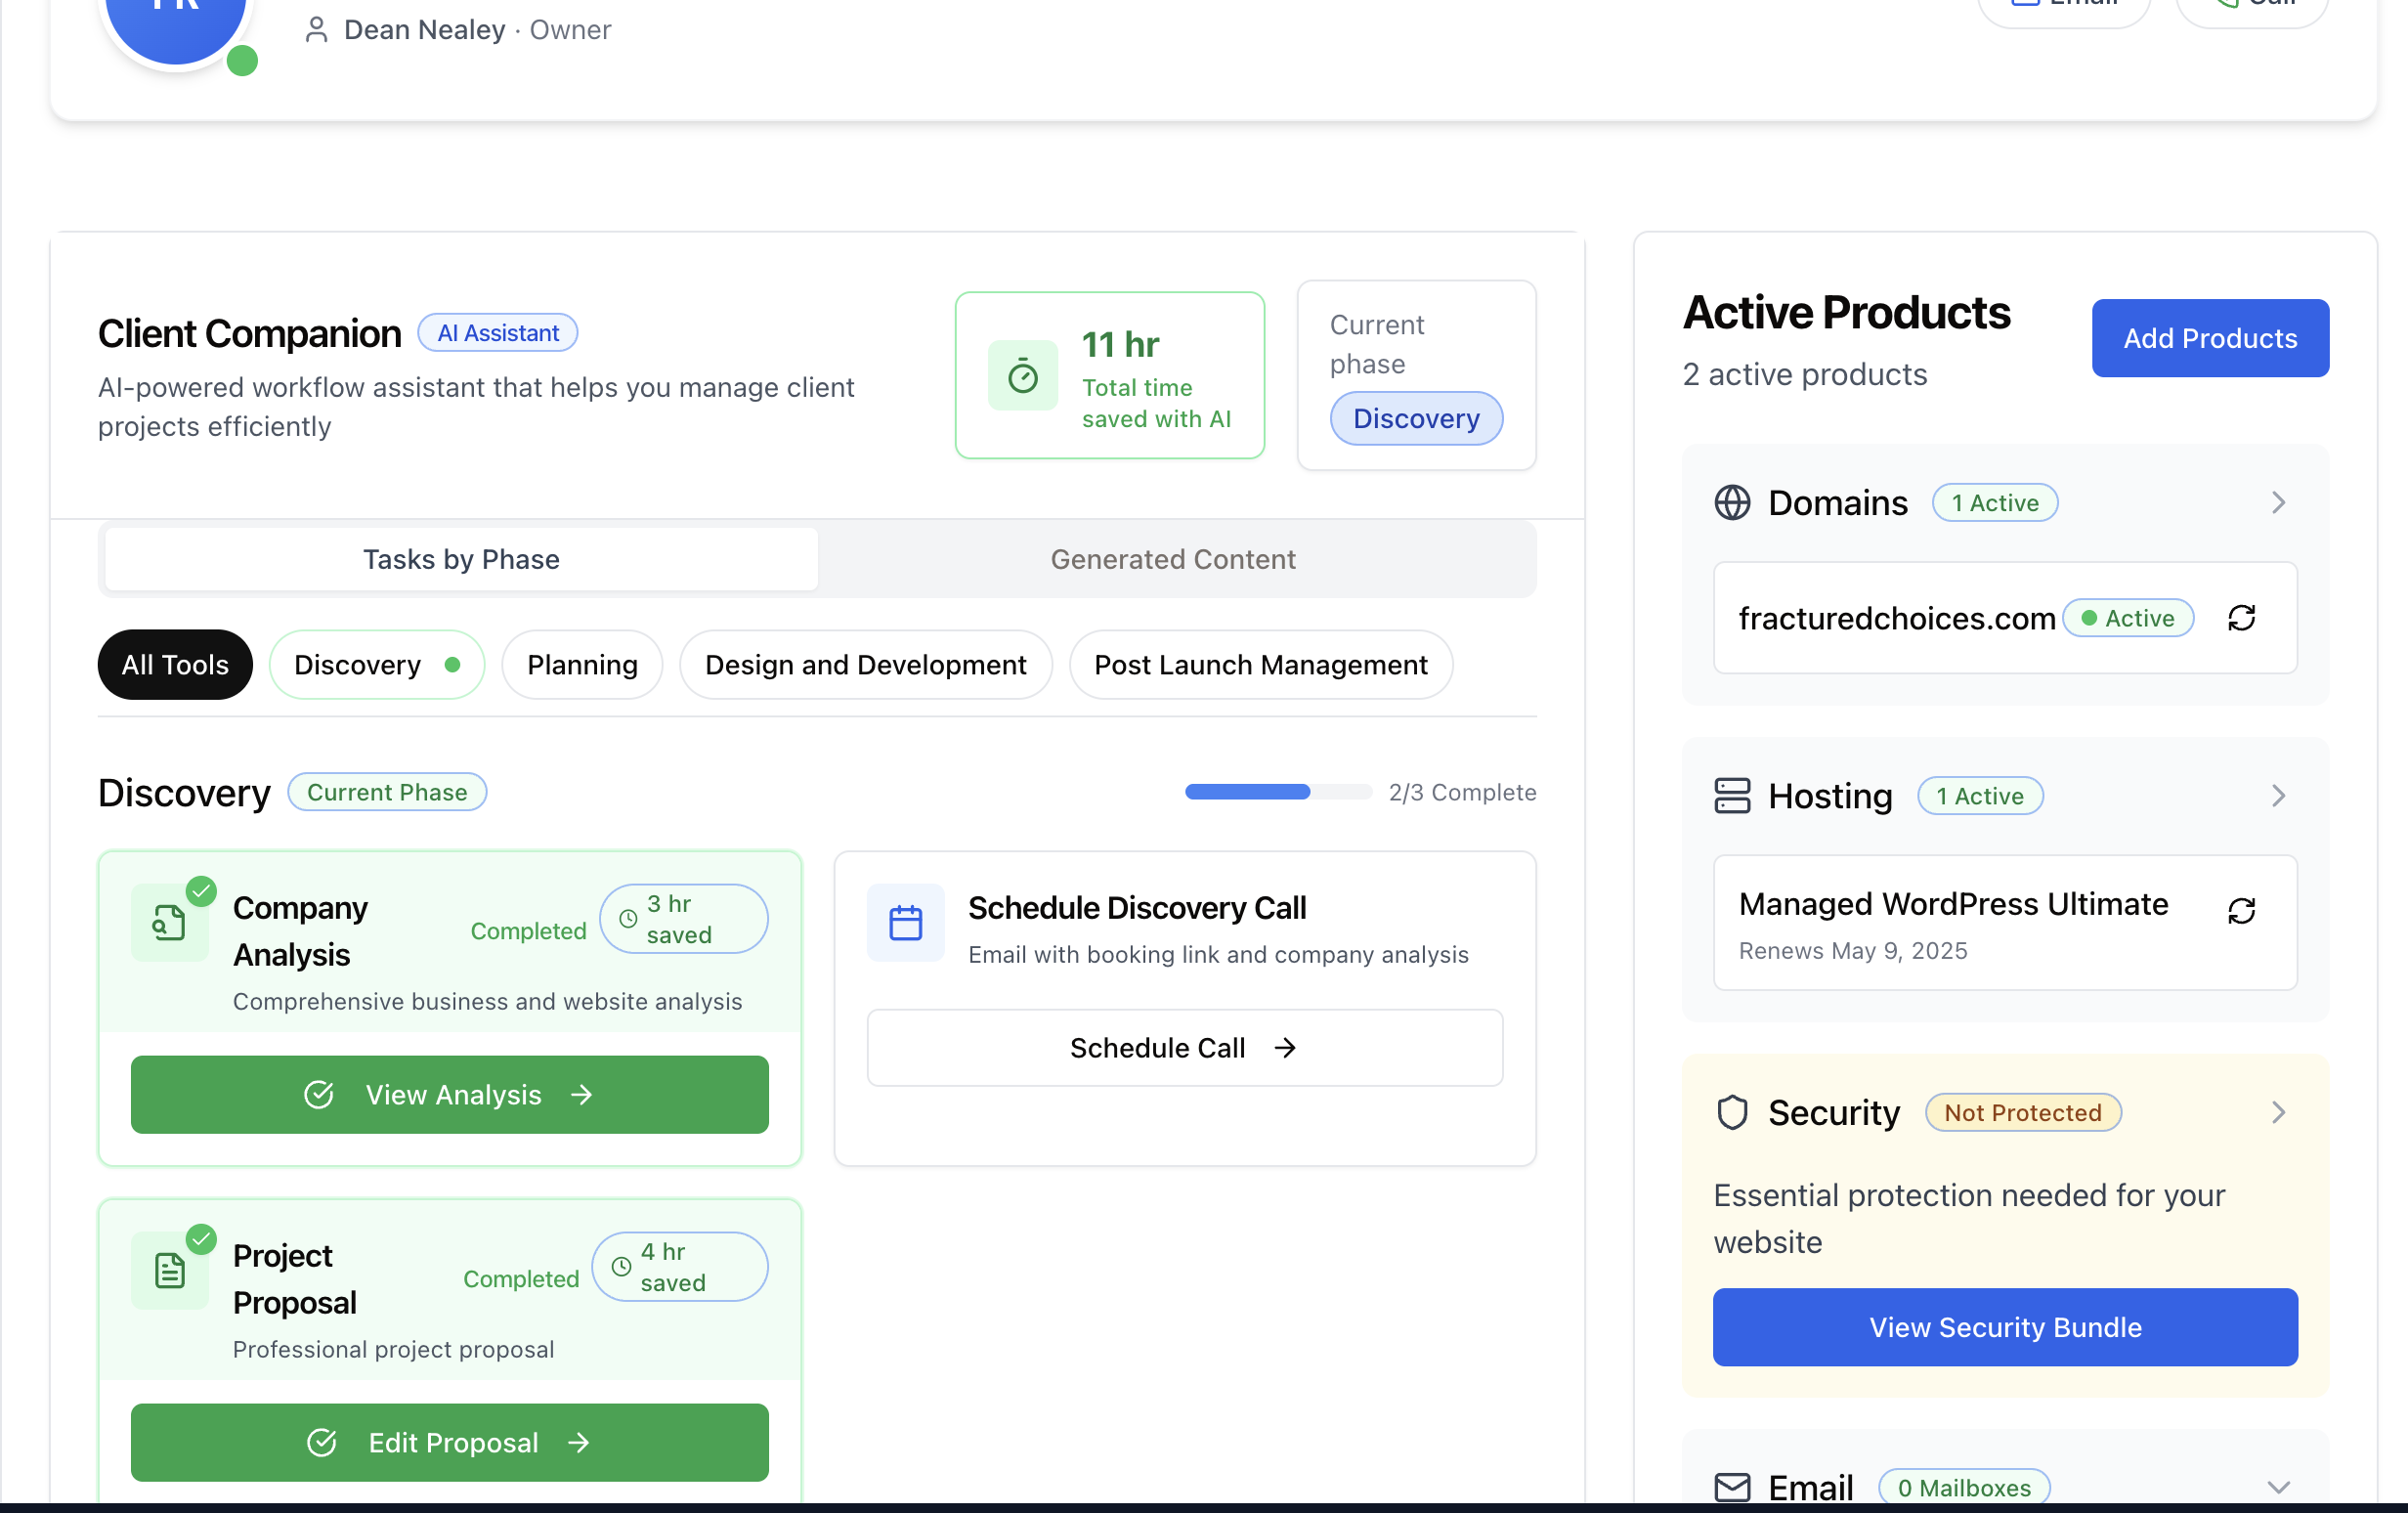 Dean Nealey · Owner
Email
Call
Client Companion
AI Assistant
AI-powered workflow assistant that helps you manage client
projects efficiently
11 hr
Total time
saved with AI
Current
phase
Discovery
Tasks by Phase
Generated Content
All Tools
Discovery
Planning
Design and Development
Post Launch Management
Discovery
Current Phase
2/3 Complete
Company
Analysis
Completed
3 hr
saved
Comprehensive business and website analysis
View Analysis
Schedule Discovery Call
Email with booking link and company analysis
Schedule Call
Project
Proposal
Completed
4 hr
saved
Professional project proposal
Edit Proposal
Active Products
2 active products
Add Products
Domains
1 Active
fracturedchoices.com
Active
Hosting
1 Active
Managed WordPress Ultimate
Renews May 9, 2025
Security
Not Protected
Essential protection needed for your
website
View Security Bundle
Email
0 Mailboxes